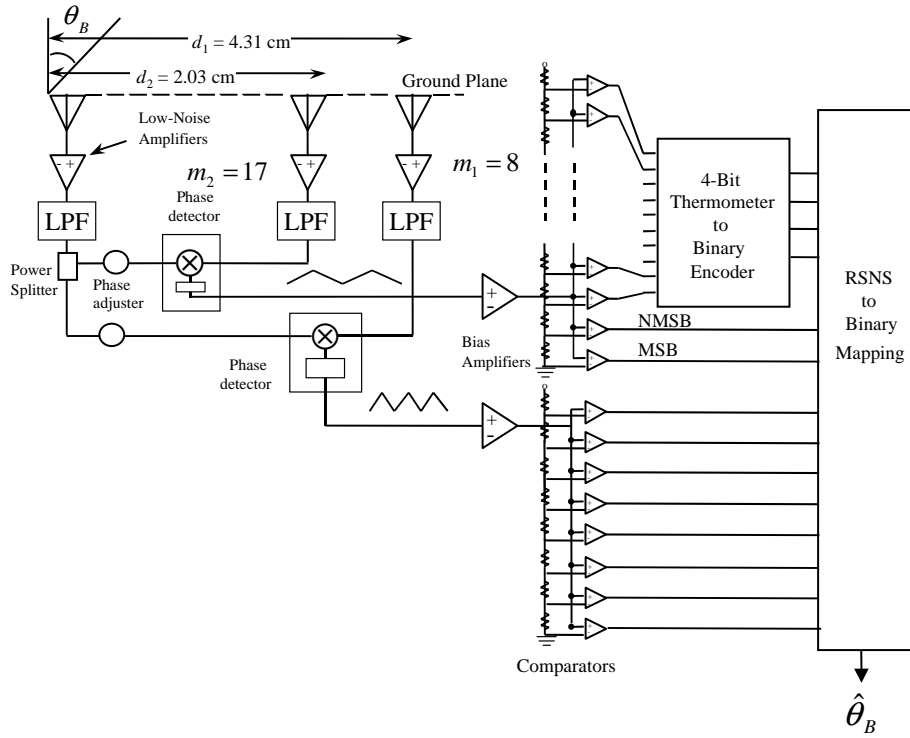 θ_B
d₁ = 4.31 cm
d₂ = 2.03 cm
Ground Plane
Low-Noise
Amplifiers
- +
- +
- +
m₂ = 17
m₁ = 8
Phase
detector
LPF
LPF
LPF
4-Bit
Thermometer
to
Binary
Encoder
Power
Splitter
Phase
adjuster
+
-
Bias
Amplifiers
NMSB
MSB
RSNS
to
Binary
Mapping
Phase
detector
+
-
Comparators
θ̂_B